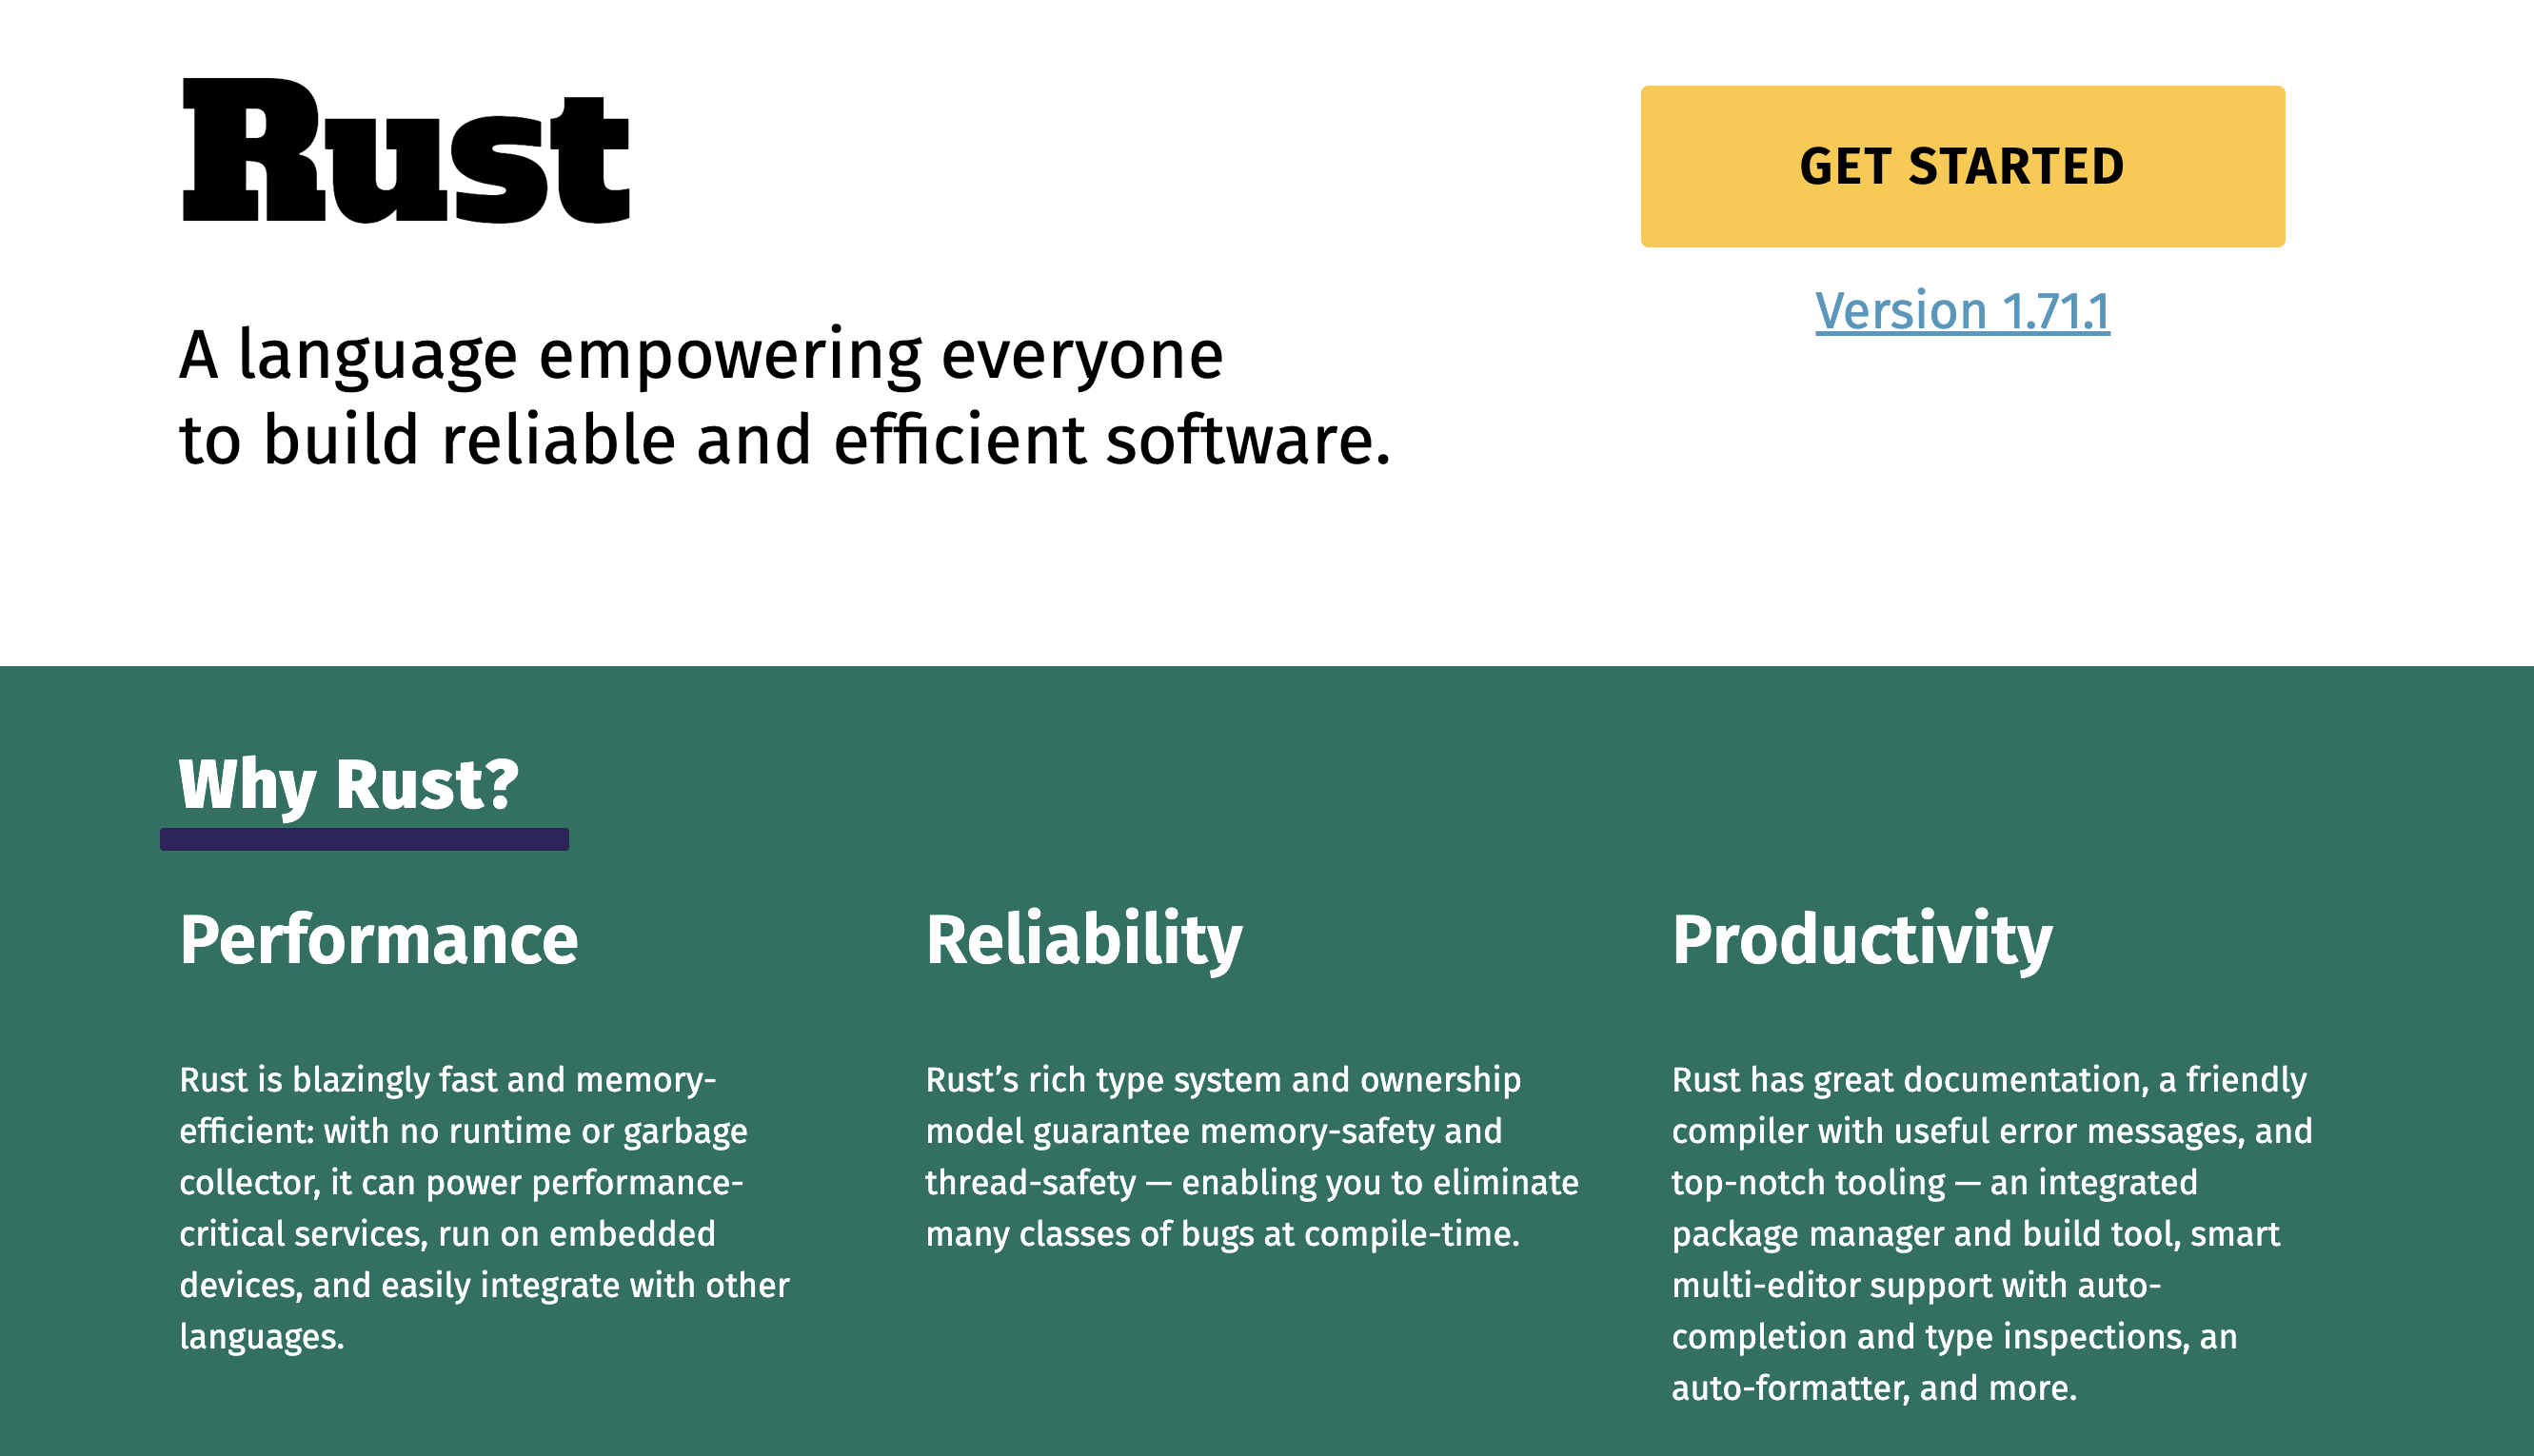 Rust
GET STARTED
Version 1.71.1
A language empowering everyone
to build reliable and efficient software.
Why Rust?
Performance
Rust is blazingly fast and memory-
efficient: with no runtime or garbage
collector, it can power performance-
critical services, run on embedded
devices, and easily integrate with other
languages.
Reliability
Rust’s rich type system and ownership
model guarantee memory-safety and
thread-safety — enabling you to eliminate
many classes of bugs at compile-time.
Productivity
Rust has great documentation, a friendly
compiler with useful error messages, and
top-notch tooling — an integrated
package manager and build tool, smart
multi-editor support with auto-
completion and type inspections, an
auto-formatter, and more.